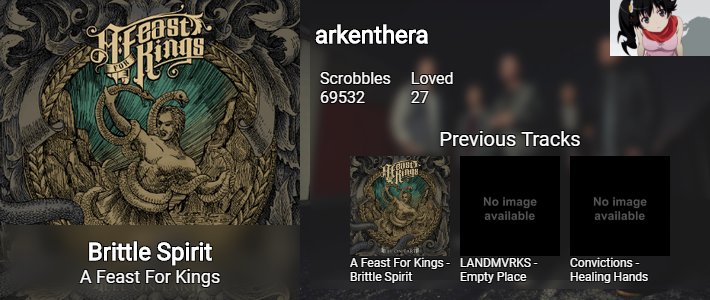 A Feast
FOR
Kings
Brittle Spirit
A Feast For Kings
arkenthera
Scrobbles Loved
69532 27
Previous Tracks
A Feast
Kings
No image
available
No image
available
A Feast For Kings -
Brittle Spirit
LANDMVRKS -
Empty Place
Convictions -
Healing Hands